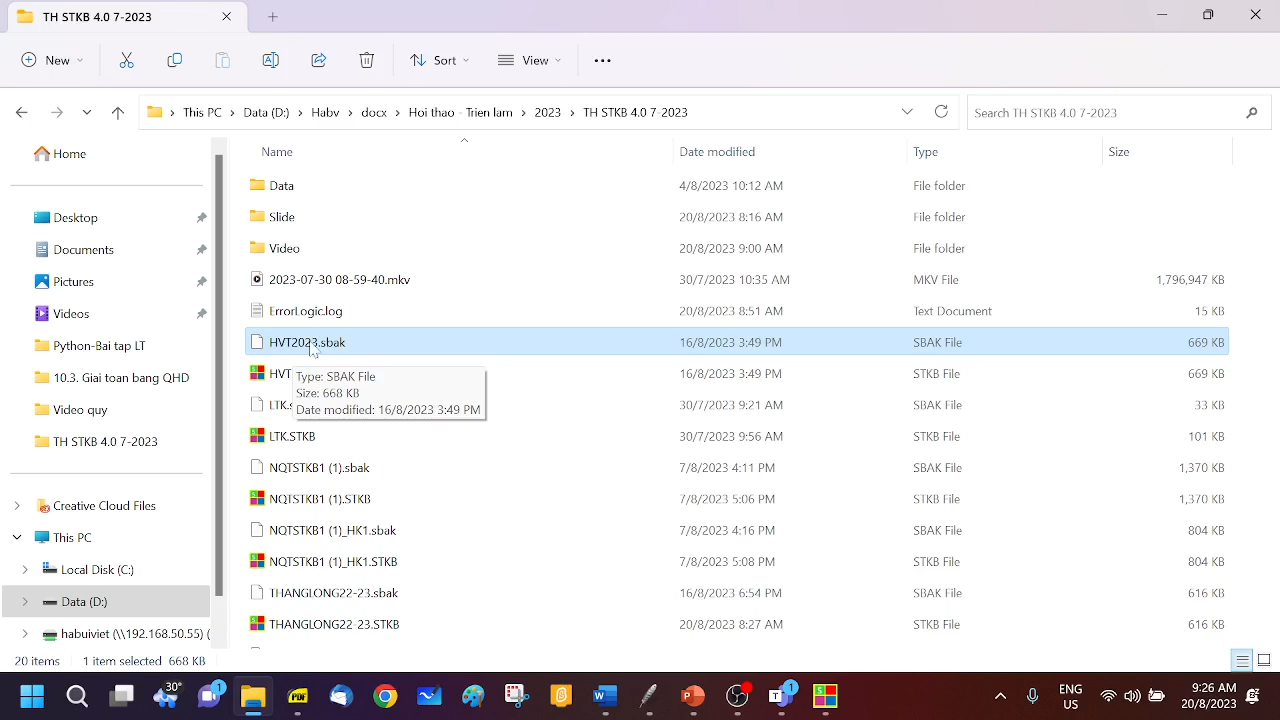 TH STKB 4.0 7-2023
New
Sort
View
This PC > Data (D:) > Habv > docx > Hoi thao - Trien lam > 2023 > TH STKB 4.0 7-2023
Search TH STKB 4.0 7-2023
Home
Desktop
Documents
Pictures
Videos
Python-Bai tap LT
10.3. Giai toan bang QHD
Video quy
TH STKB 4.0 7-2023
Creative Cloud Files
This PC
Local Disk (C:)
Data (D:)
habuviet (\\192.168.50.55) (
Name Date modified Type Size
Data 4/8/2023 10:12 AM File folder
Slide 20/8/2023 8:16 AM File folder
Video 20/8/2023 9:00 AM File folder
2023-07-30 08-59-40.mkv 30/7/2023 10:35 AM MKV File 1,796,947 KB
ErrorLogic.log 20/8/2023 8:51 AM Text Document 15 KB
HVT2023.sbak 16/8/2023 3:49 PM SBAK File 669 KB
HVT 16/8/2023 3:49 PM STKB File 669 KB
Type: SBAK File
Size: 668 KB
Date modified: 16/8/2023 3:49 PM
LTK.s 30/7/2023 9:21 AM SBAK File 33 KB
LTK.STKB 30/7/2023 9:56 AM STKB File 101 KB
NQTSTKB1 (1).sbak 7/8/2023 4:11 PM SBAK File 1,370 KB
NQTSTKB1 (1).STKB 7/8/2023 5:06 PM STKB File 1,370 KB
NQTSTKB1 (1)_HK1.sbak 7/8/2023 4:16 PM SBAK File 804 KB
NQTSTKB1 (1)_HK1.STKB 7/8/2023 5:08 PM STKB File 804 KB
THANGLONG22-23.sbak 16/8/2023 6:54 PM SBAK File 616 KB
THANGLONG22-23.STKB 20/8/2023 8:27 AM STKB File 616 KB
20 items 1 item selected 668 KB
30°
1
PDF
1
ENG
US
9:26 AM
20/8/2023